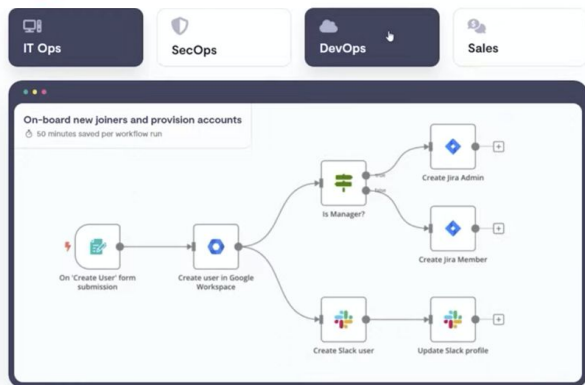 IT Ops
SecOps
DevOps
Sales
On-board new joiners and provision accounts
50 minutes saved per workflow run
On 'Create User' form
submission
Create user in Google
Workspace
Is Manager?
true
false
Create Jira Admin
Create Jira Member
Create Slack user
Update Slack profile